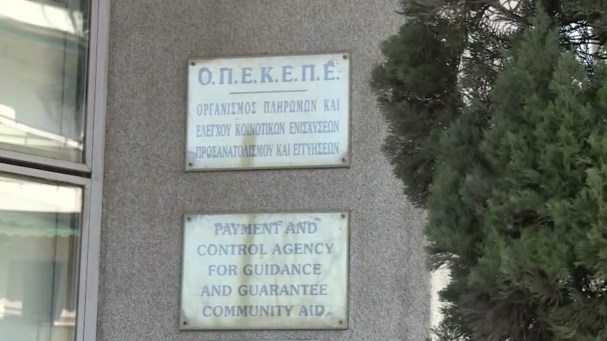 Ο.Π.Ε.Κ.Ε.Π.Ε.
ΟΡΓΑΝΙΣΜΟΣ ΠΛΗΡΩΜΩΝ ΚΑΙ
ΕΛΕΓΧΟΥ ΚΟΙΝΟΤΙΚΩΝ ΕΝΙΣΧΥΣΕΩΝ
ΠΡΟΣΑΝΑΤΟΛΙΣΜΟΥ ΚΑΙ ΕΓΓΥΗΣΕΩΝ
PAYMENT AND
CONTROL AGENCY
FOR GUIDANCE
AND GUARANTEE
COMMUNITY AID